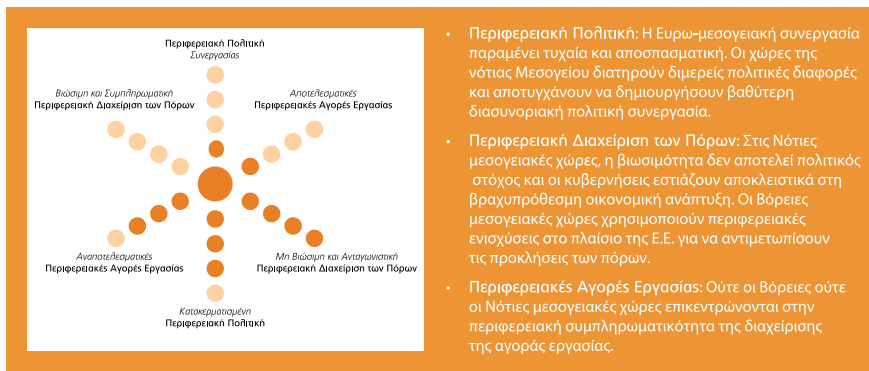 Περιφερειακή Πολιτική
Συνεργασίας
Βιώσιμη και Συμπληρωματική
Περιφερειακή Διαχείριση των Πόρων
Αποτελεσματικές
Περιφερειακές Αγορές Εργασίας
Αναποτελεσματικές
Περιφερειακές Αγορές Εργασίας
Μη Βιώσιμη και Ανταγωνιστική
Περιφερειακή Διαχείριση των Πόρων
Κατακερματισμένη
Περιφερειακή Πολιτική
• Περιφερειακή Πολιτική: Η Ευρω-μεσογειακή συνεργασία
παραμένει τυχαία και αποσπασματική. Οι χώρες της
νότιας Μεσογείου διατηρούν διμερείς πολιτικές διαφορές
και αποτυγχάνουν να δημιουργήσουν βαθύτερη
διασυνοριακή πολιτική συνεργασία.
• Περιφερειακή Διαχείριση των Πόρων: Στις Νότιες
μεσογειακές χώρες, η βιωσιμότητα δεν αποτελεί πολιτικός
στόχος και οι κυβερνήσεις εστιάζουν αποκλειστικά στη
βραχυπρόθεσμη οικονομική ανάπτυξη. Οι Βόρειες
μεσογειακές χώρες χρησιμοποιούν περιφερειακές
ενισχύσεις στο πλαίσιο της Ε.Ε. για να αντιμετωπίσουν
τις προκλήσεις των πόρων.
• Περιφερειακές Αγορές Εργασίας: Ούτε οι Βόρειες ούτε
οι Νότιες μεσογειακές χώρες επικεντρώνονται στην
περιφερειακή συμπληρωματικότητα της διαχείρισης
της αγοράς εργασίας.